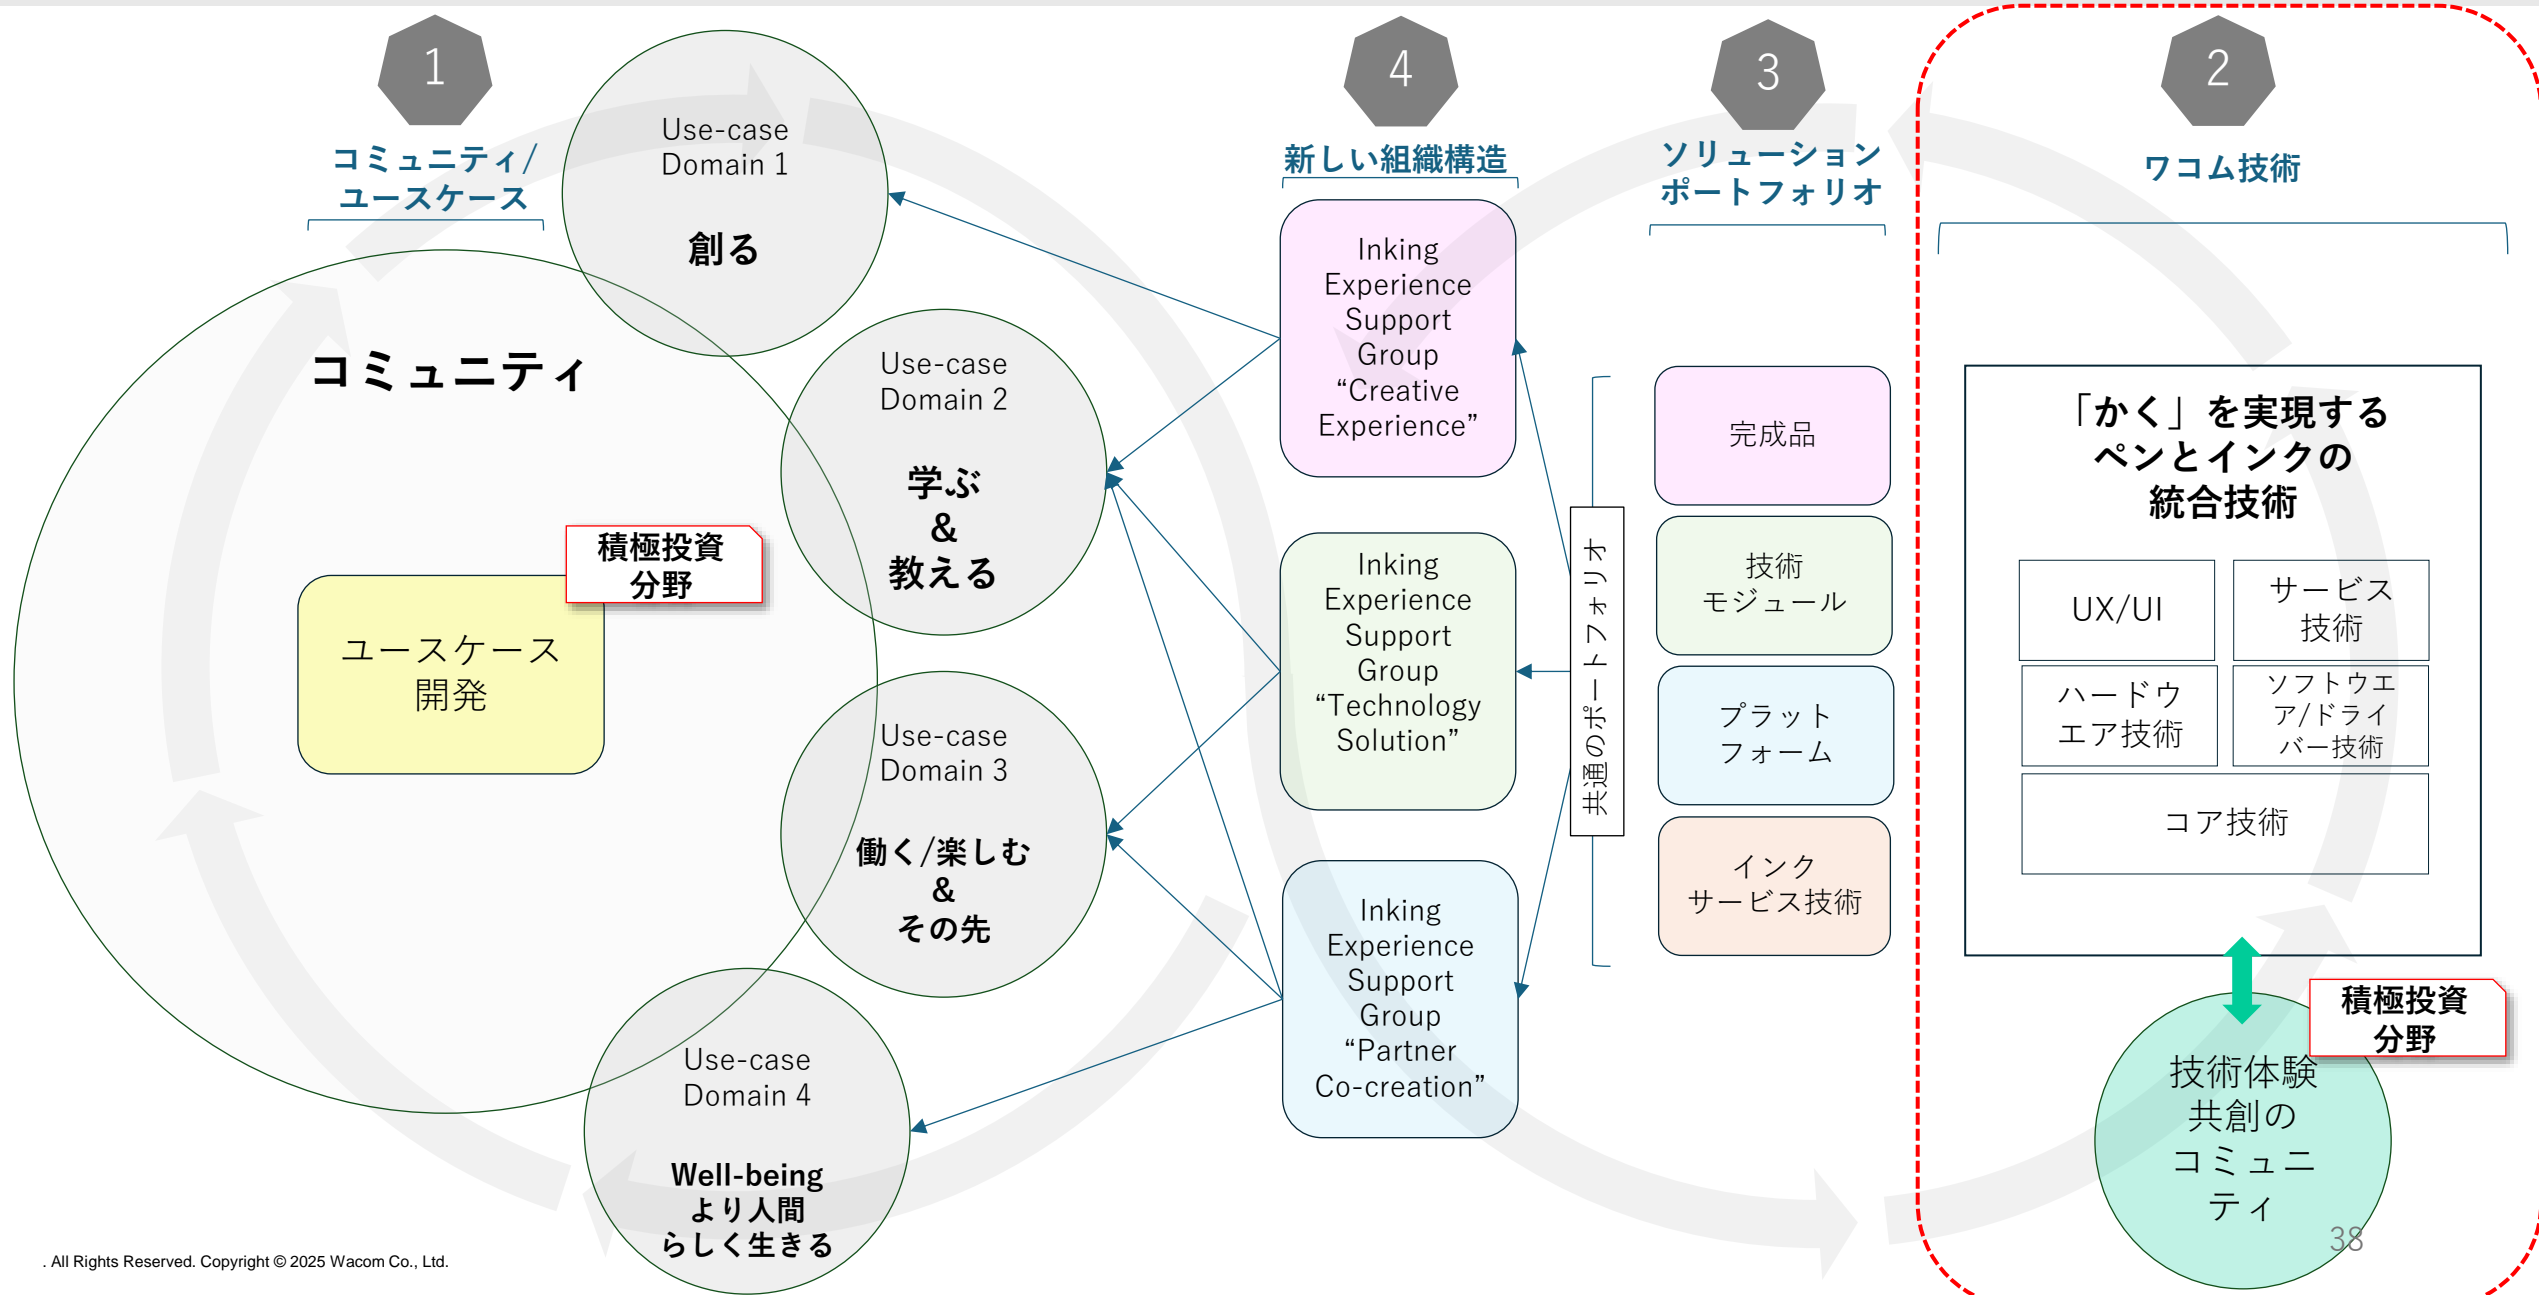 1
コミュニティ/
ユースケース
コミュニティ
ユースケース
開発
積極投資
分野
Use-case
Domain 1
創る
Use-case
Domain 2
学ぶ
&
教える
Use-case
Domain 3
働く/楽しむ
&
その先
Use-case
Domain 4
Well-being
より人間
らしく生きる
4
新しい組織構造
Inking
Experience
Support
Group
“Creative
Experience”
Inking
Experience
Support
Group
“Technology
Solution”
Inking
Experience
Support
Group
“Partner
Co-creation”
共通のポートフォリオ
3
ソリューション
ポートフォリオ
完成品
技術
モジュール
プラット
フォーム
インク
サービス技術
2
ワコム技術
「かく」を実現する
ペンとインクの
統合技術
UX/UI
サービス
技術
ハードウ
エア技術
ソフトウエ
ア/ドライ
バー技術
コア技術
積極投資
分野
技術体験
共創の
コミュニ
ティ
38
. All Rights Reserved. Copyright © 2025 Wacom Co., Ltd.